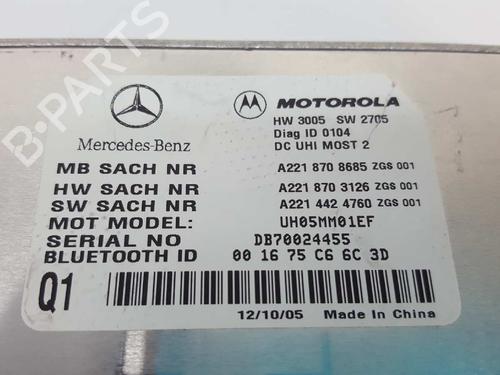 MOTOROLA
HW 3005 SW 2705
Diag ID 0104
Mercedes-Benz DC UHI MOST 2
MB SACH NR A221 870 8685 ZGS 001
HW SACH NR A221 870 3126 ZGS 001
SW SACH NR A221 442 4760 ZGS 001
MOT MODEL: UH05MM01EF
SERIAL NO DB70024455
BLUETOOTH ID 00 16 75 C6 6C 3D
Q1
12/10/05 Made In China
B-PARTS